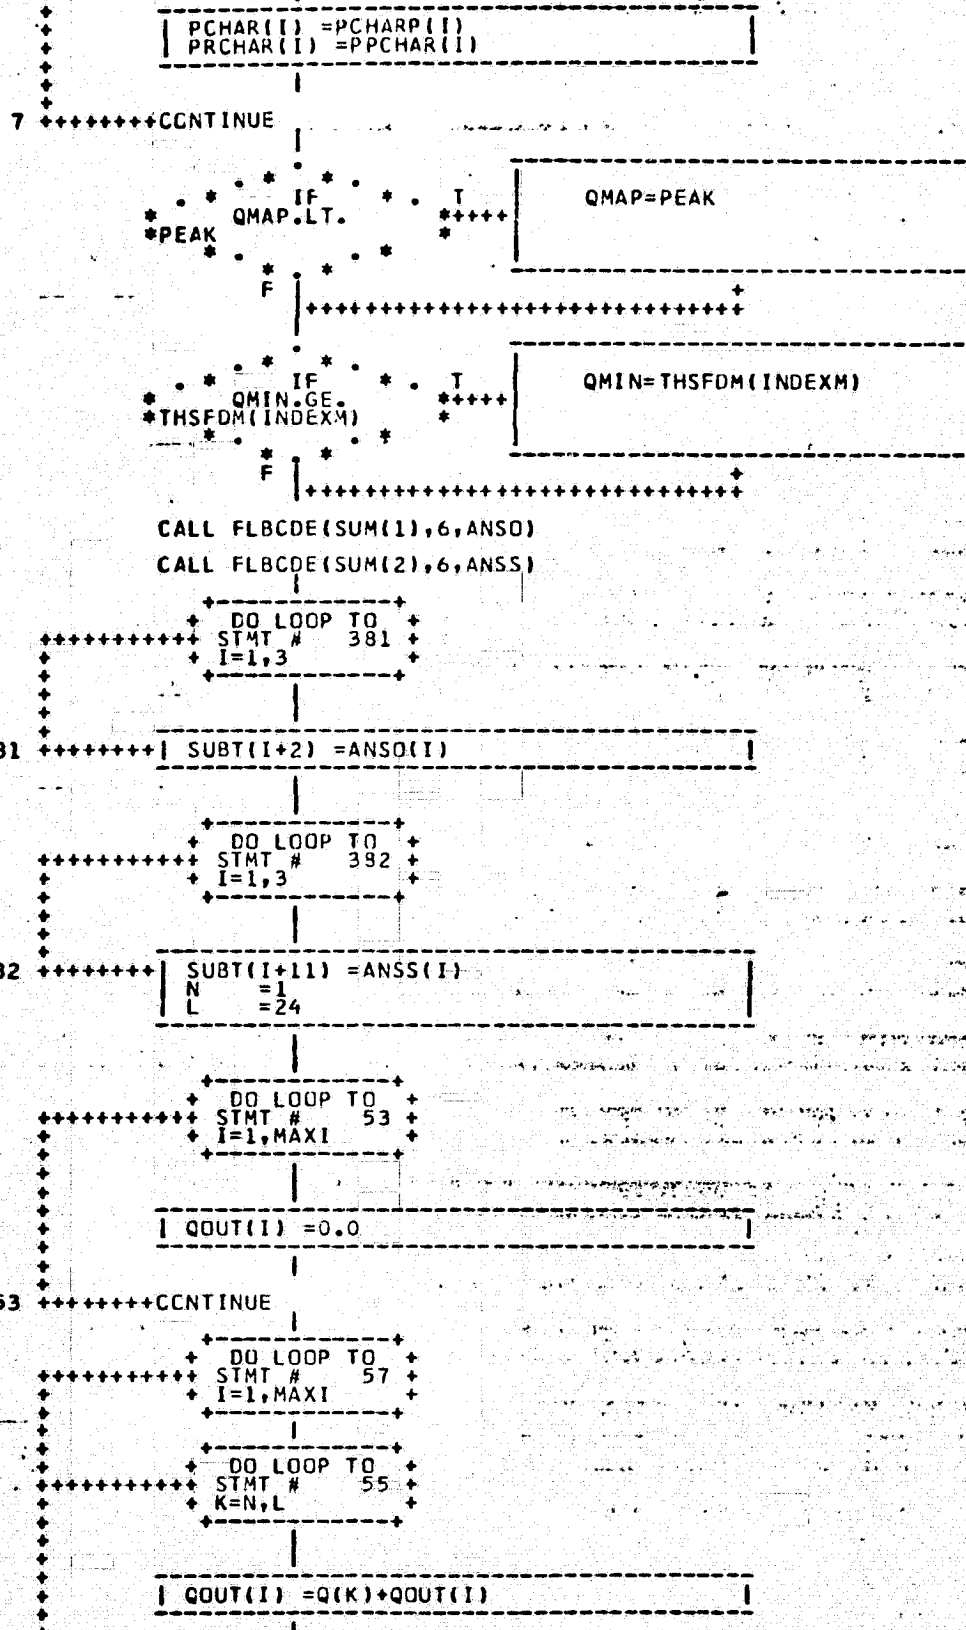 PCHAR(I) =PCHARP(I)
PRCHAR(I) =PPCHAR(I)
7 ++++++++CCNTINUE
IF
QMAP.LT.
*PEAK
T
QMAP=PEAK
F
IF
QMIN.GE.
*THSFDM(INDEXM)
T
QMIN=THSFDM(INDEXM)
F
CALL FLBCDE(SUM(1),6,ANSO)
CALL FLBCDE(SUM(2),6,ANSS)
DO LOOP TO
STMT # 381
I=1,3
81 ++++++++| SUBT(I+2) =ANSO(I)
DO LOOP TO
STMT # 382
I=1,3
82 ++++++++| SUBT(I+11) =ANSS(I)
N =1
L =24
DO LOOP TO
STMT # 53
I=1,MAXI
QOUT(I) =0.0
53 ++++++++CCNTINUE
DO LOOP TO
STMT # 57
I=1,MAXI
DO LOOP TO
STMT # 55
K=N,L
QOUT(I) =Q(K)+QOUT(I)